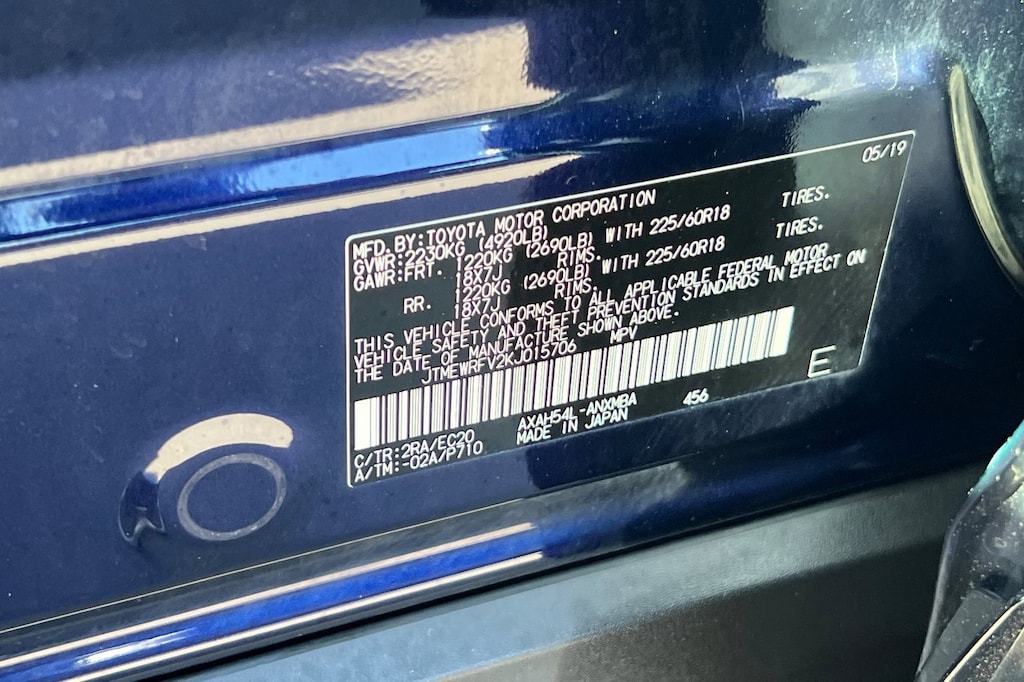 05/19
MFD. BY: TOYOTA MOTOR CORPORATION
GVWR: 2230KG (4920LB)
GAWR: FRT. 1220KG (2690LB) WITH 225/60R18 TIRES.
18X7J RIMS.
RR. 1220KG (2690LB) WITH 225/60R18 TIRES.
18X7J RIMS.
THIS VEHICLE CONFORMS TO ALL APPLICABLE FEDERAL MOTOR
VEHICLE SAFETY AND THEFT PREVENTION STANDARDS IN EFFECT ON
THE DATE OF MANUFACTURE SHOWN ABOVE.
JTMEWRFV2KJ015706 MPV
E
C/TR: 2RA/EC20 AXAH54L-ANXMBA 456
A/TM: -02A/P710 MADE IN JAPAN